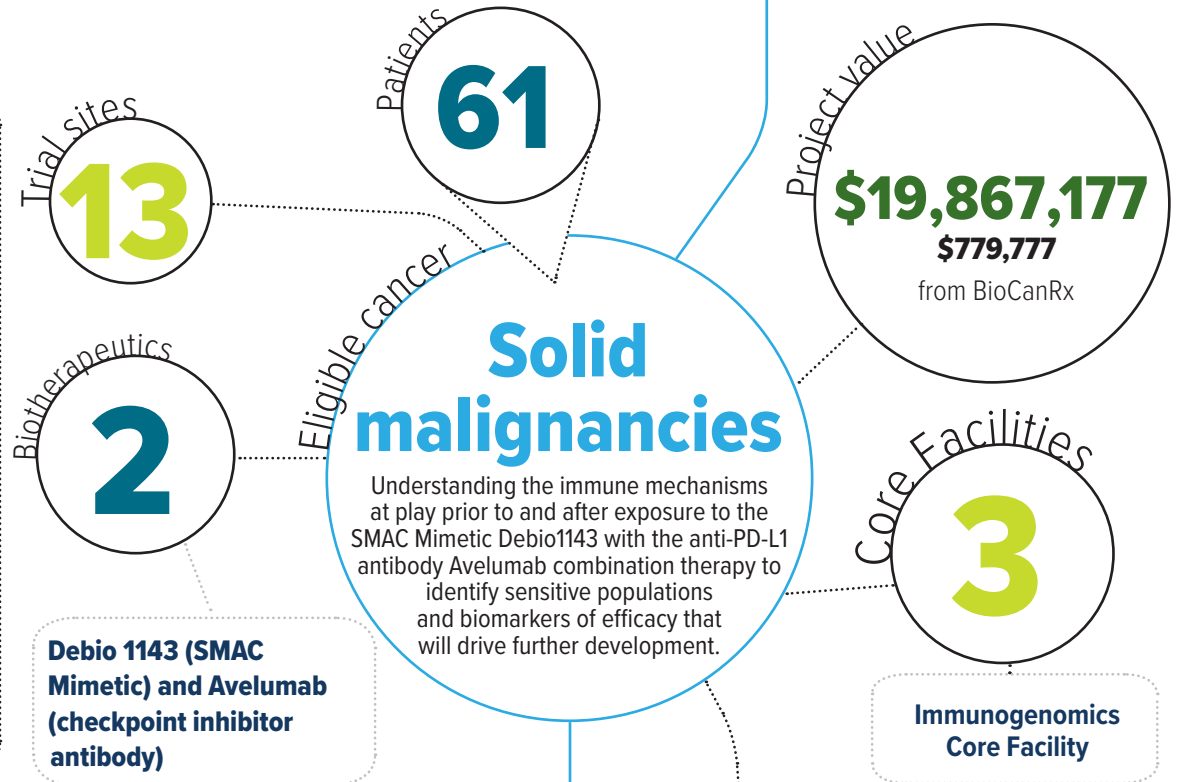 Patients
61
Trial sites
13
Project value
$19,867,177
$779,777
from BioCanRx
Biotherapeutics
2
Debio 1143 (SMAC
Mimetic) and Avelumab
(checkpoint inhibitor
antibody)
Eligible cancer
Solid
malignancies
Understanding the immune mechanisms
at play prior to and after exposure to the
SMAC Mimetic Debio1143 with the anti-PD-L1
antibody Avelumab combination therapy to
identify sensitive populations
and biomarkers of efficacy that
will drive further development.
Core Facilities
3
Immunogenomics
Core Facility